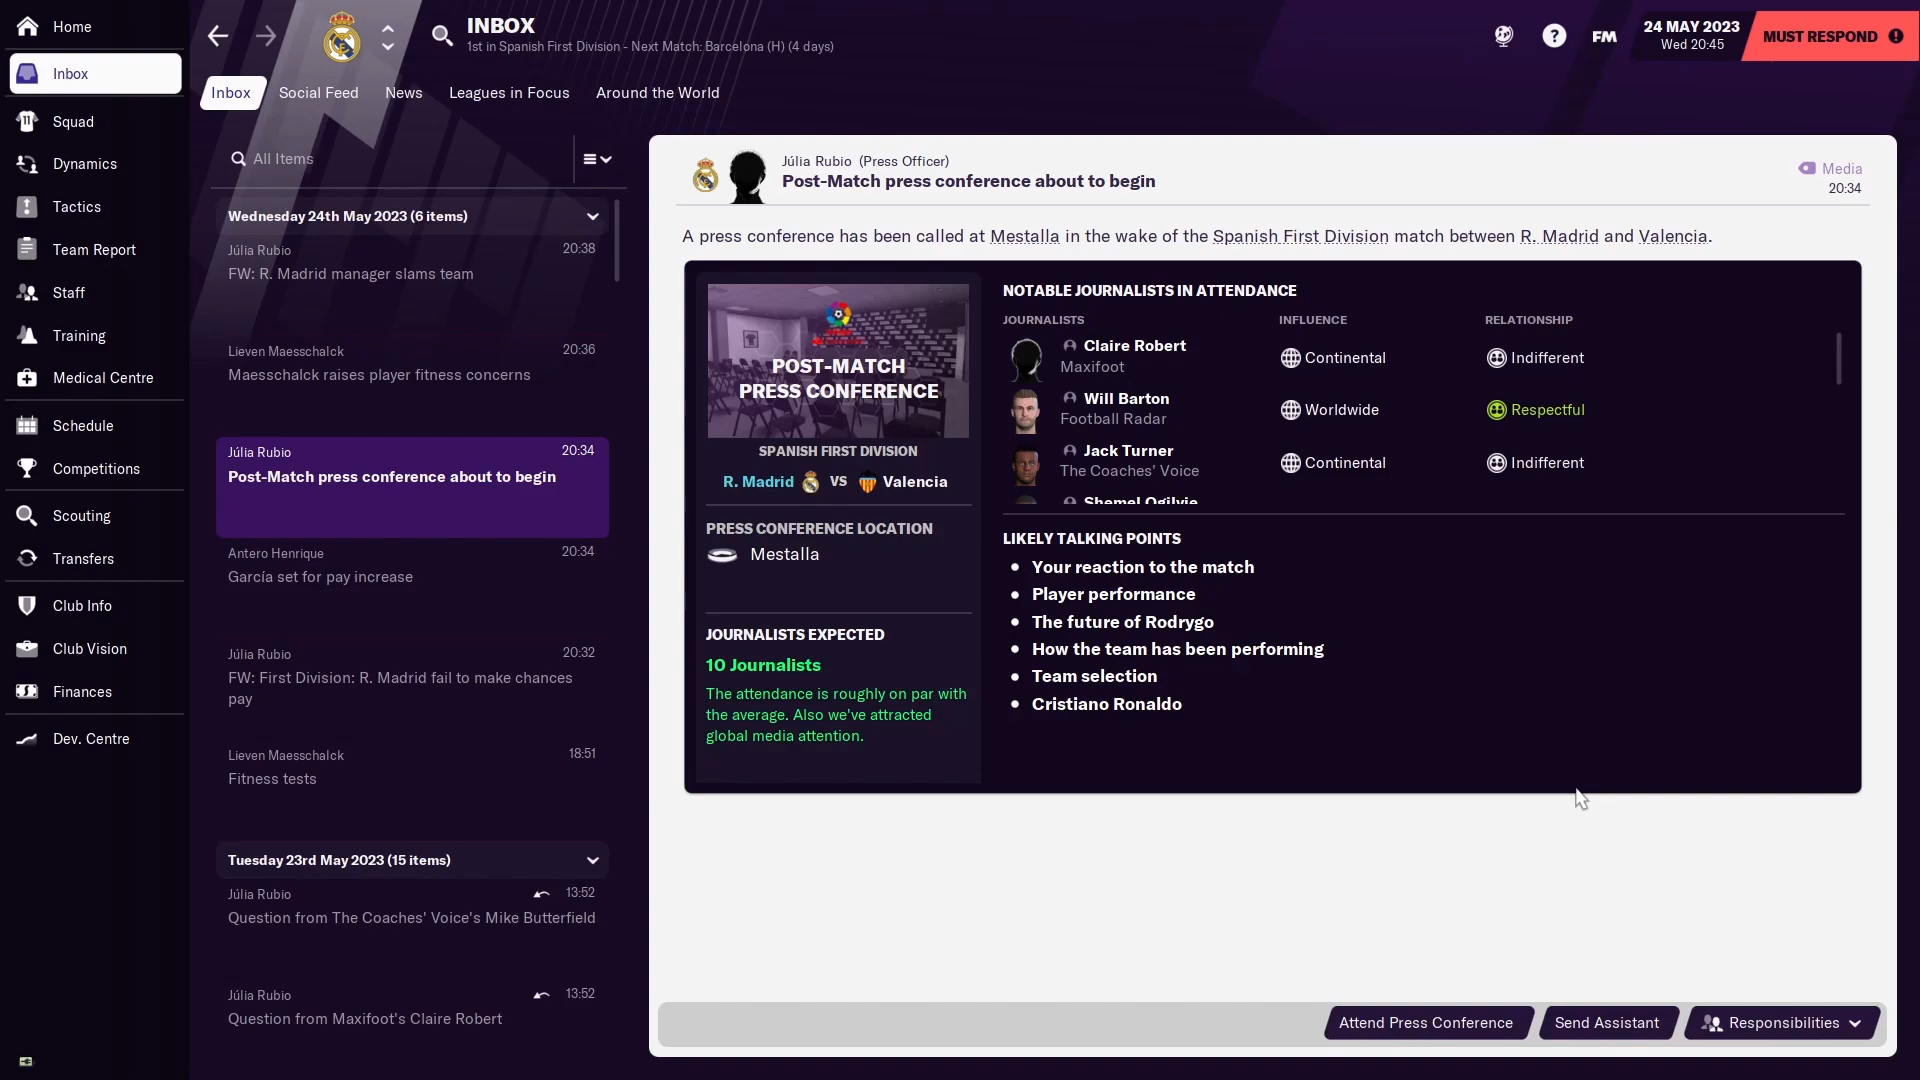 Home
Inbox
Squad
Dynamics
Tactics
Team Report
Staff
Training
Medical Centre
Schedule
Competitions
Scouting
Transfers
Club Info
Club Vision
Finances
Dev. Centre
INBOX
1st in Spanish First Division - Next Match: Barcelona (H) (4 days)
FM
24 MAY 2023
Wed 20:45
MUST RESPOND
Inbox
Social Feed
News
Leagues in Focus
Around the World
All Items
Wednesday 24th May 2023 (6 items)
Júlia Rubio 20:38
FW: R. Madrid manager slams team
Lieven Maesschalck 20:36
Maesschalck raises player fitness concerns
Júlia Rubio 20:34
Post-Match press conference about to begin
Antero Henrique 20:34
García set for pay increase
Júlia Rubio 20:32
FW: First Division: R. Madrid fail to make chances
pay
Lieven Maesschalck 18:51
Fitness tests
Tuesday 23rd May 2023 (15 items)
Júlia Rubio 13:52
Question from The Coaches' Voice's Mike Butterfield
Júlia Rubio 13:52
Question from Maxifoot's Claire Robert
Júlia Rubio (Press Officer)
Post-Match press conference about to begin
Media
20:34
A press conference has been called at Mestalla in the wake of the Spanish First Division match between R. Madrid and Valencia.
POST-MATCH
PRESS CONFERENCE
SPANISH FIRST DIVISION
R. Madrid VS Valencia
PRESS CONFERENCE LOCATION
Mestalla
JOURNALISTS EXPECTED
10 Journalists
The attendance is roughly on par with
the average. Also we've attracted
global media attention.
NOTABLE JOURNALISTS IN ATTENDANCE
JOURNALISTS INFLUENCE RELATIONSHIP
Claire Robert
Maxifoot
Continental
Indifferent
Will Barton
Football Radar
Worldwide
Respectful
Jack Turner
The Coaches' Voice
Continental
Indifferent
Shemel Ogilvie
LIKELY TALKING POINTS
Your reaction to the match
Player performance
The future of Rodrygo
How the team has been performing
Team selection
Cristiano Ronaldo
Attend Press Conference
Send Assistant
Responsibilities